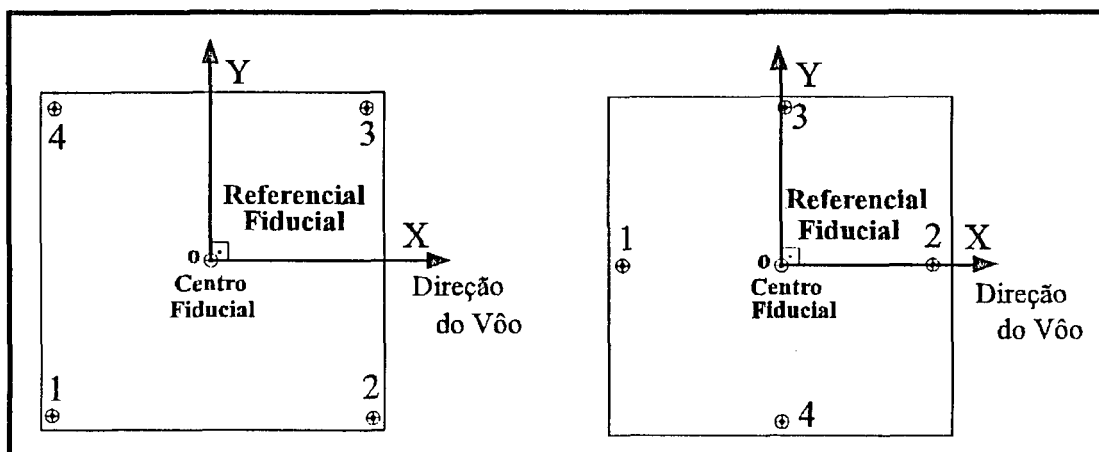 Y
4
3
Referencial
Fiducial
X
o
Centro
Fiducial
Direção
do Vôo
1
2
Y
3
Referencial
Fiducial
1
2
X
o
Centro
Fiducial
Direção
do Vôo
4